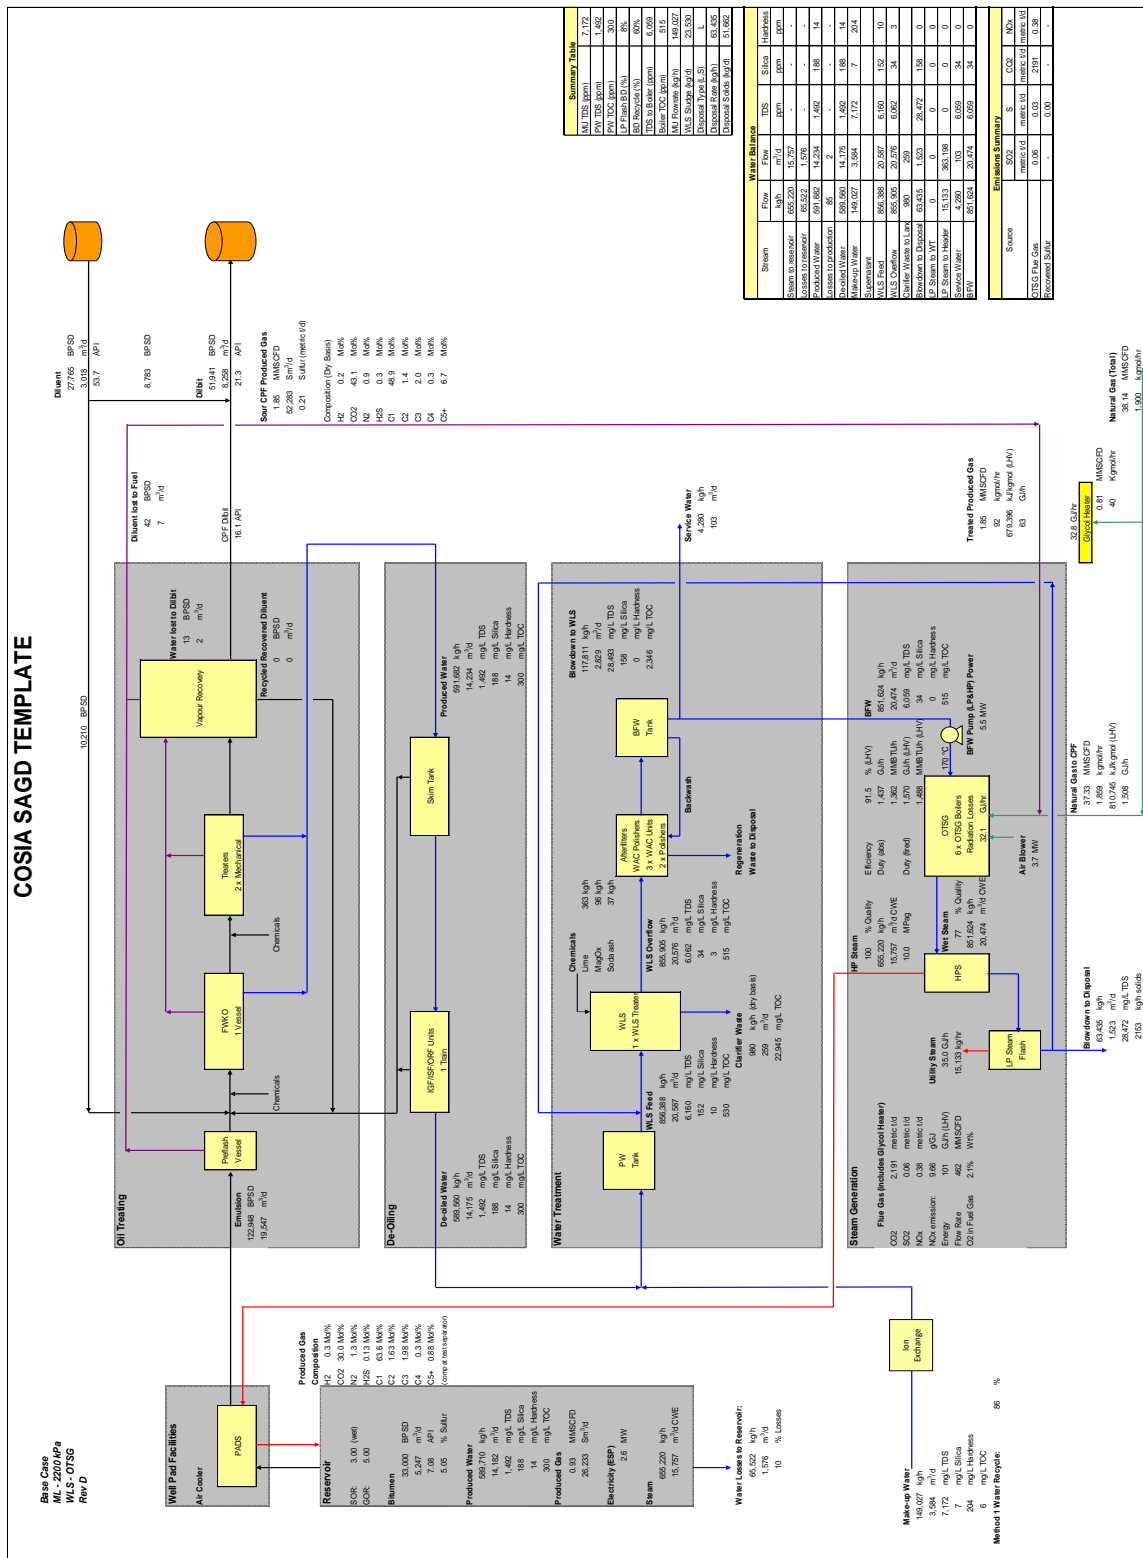 COSIA SAGD TEMPLATE
Base Case
ML - 2200 kPa
WLS - OTSG
Rev D
Well Pad Facilities
Air Cooler
PADS
Reservoir
SOR: 3.00 (wet)
GOR: 5.00
Bitumen
33,000 BPSD
5,247 m³/d
7.08 API
5.05 % Sulfur
Produced Water
589,710 kg/h
14,182 m³/d
1,492 mg/L TDS
188 mg/L Silica
14 mg/L Hardness
300 mg/L TOC
Produced Gas
0.93 MMSCFD
26,233 Sm³/d
Electricity (ESP)
2.6 MW
Steam
655,220 kg/h
15,757 m³/d CWE
Water Losses to Reservoir:
65,522 kg/h
1,576 m³/d
10 % Losses
Produced Gas
Composition
H2 0.3 Mol%
CO2 30.0 Mol%
N2 1.3 Mol%
H2S 0.13 Mol%
C1 63.6 Mol%
C2 1.63 Mol%
C3 1.98 Mol%
C4 0.3 Mol%
C5+ 0.88 Mol%
(comp at test separator)
Make-up Water
149,027 kg/h
3,584 m³/d
7,172 mg/L TDS
7 mg/L Silica
204 mg/L Hardness
6 mg/L TOC
Method 1 Water Recycle: 86 %
Ion
Exchange
Oil Treating
Emulsion
122,948 BPSD
19,547 m³/d
Preflash
Vessel
Chemicals
FWKO
1 Vessel
Chemicals
Treaters
2 x Mechanical
Vapour Recovery
Water lost to Dilbit
13 BPSD
2 m³/d
Recycled Recovered Diluent
0 BPSD
0 m³/d
10,210 BPSD
Diluent lost to Fuel
42 BPSD
7 m³/d
CPF Dilbit
16.1 API
Diluent
27,765 BPSD
3,018 m³/d
53.7 API
8,783 BPSD
Dilbit
51,941 BPSD
8,258 m³/d
21.3 API
Sour CPF Produced Gas
1.85 MMSCFD
52,283 Sm³/d
0.21 Sulfur (metric t/d)
Composition (Dry Basis)
H2 0.2 Mol%
CO2 43.1 Mol%
N2 0.9 Mol%
H2S 0.3 Mol%
C1 48.9 Mol%
C2 1.4 Mol%
C3 2.0 Mol%
C4 0.3 Mol%
C5+ 6.7 Mol%
De-Oiling
De-oiled Water
589,560 kg/h
14,175 m³/d
1,492 mg/L TDS
188 mg/L Silica
14 mg/L Hardness
300 mg/L TOC
IGF/ISF/ORF Units
1 Train
Skim Tank
Produced Water
591,682 kg/h
14,234 m³/d
1,492 mg/L TDS
188 mg/L Silica
14 mg/L Hardness
300 mg/L TOC
Water Treatment
PW
Tank
WLS Feed
856,388 kg/h
20,587 m³/d
6,160 mg/L TDS
152 mg/L Silica
10 mg/L Hardness
530 mg/L TOC
WLS
1 x WLS Treater
Chemicals
Lime 363 kg/h
MagOx 96 kg/h
Soda ash 37 kg/h
Clarifier Waste
980 kg/h (dry basis)
259 m³/d
22,945 mg/L TOC
WLS Overflow
855,905 kg/h
20,576 m³/d
6,062 mg/L TDS
34 mg/L Silica
3 mg/L Hardness
515 mg/L TOC
Afterfilters
WAC Polishers
3 x WAC Units
2 x Polishers
Regeneration
Waste to Disposal
Backwash
BFW
Tank
Blowdown to WLS
117,811 kg/h
2,829 m³/d
28,493 mg/L TDS
158 mg/L Silica
0 mg/L Hardness
2,346 mg/L TOC
Service Water
4,280 kg/h
103 m³/d
Steam Generation
Flue Gas (includes Glycol Heater)
CO2 2,191 metric t/d
SO2 0.06 metric t/d
NOx 0.38 metric t/d
NOx emission: 9.66 g/GJ
Energy 101 GJ/h (LHV)
Flow Rate 462 MMSCFD
O2 in Fuel Gas 2.1% Wt%
Utility Steam
35.0 GJ/h
15,133 kg/hr
LP Steam
Flash
Blowdown to Disposal
63,435 kg/h
1,523 m³/d
28,472 mg/L TDS
2153 kg/h solids
HPS
HP Steam
100 % Quality
655,220 kg/h
15,757 m³/d CWE
10.0 MPag
Wet Steam
77 % Quality
851,624 kg/h
20,474 m³/d CWE
Efficiency 91.5 % (LHV)
Duty (abs) 1,437 GJ/h
1,362 MMBTU/h
Duty (fired) 1,570 GJ/h (LHV)
1,488 MMBTU/h (LHV)
OTSG
6 x OTSG Boilers
Radiation Losses
32.1 GJ/hr
Air Blower
3.7 MW
170 °C
BFW
851,624 kg/h
20,474 m³/d
6,059 mg/L TDS
34 mg/L Silica
0 mg/L Hardness
515 mg/L TOC
BFW Pump (LP&HP) Power
5.5 MW
Natural Gas to CPF
37.33 MMSCFD
1,859 kgmol/hr
810,745 kJ/kgmol (LHV)
1,508 GJ/h
Treated Produced Gas
1.85 MMSCFD
92 kgmol/hr
679,396 kJ/kgmol (LHV)
63 GJ/h
32.8 GJ/hr
Glycol Heater
0.81 MMSCFD
40 Kgmol/hr
Natural Gas (Total)
38.14 MMSCFD
1,900 kgmol/hr
Summary Table
MU TDS (ppm) 7,172
PW TDS (ppm) 1,492
PW TOC (ppm) 300
LP Flash BD (%) 8%
BD Recycle (%) 60%
TDS to Boiler (ppm) 6,059
Boiler TOC (ppm) 515
MU Flowrate (kg/h) 149,027
WLS Sludge (kg/d) 23,530
Disposal Type (L,S) L
Disposal Rate (kg/h) 63,435
Disposal Solids (kg/d) 51,662
Water Balance
Stream Flow Flow TDS Silica Hardness
kg/h m³/d ppm ppm ppm
Steam to reservoir 655,220 15,757 - - -
Losses to reservoir 65,522 1,576 - - -
Produced Water 591,682 14,234 1,492 188 14
Losses to production 85 2
De-oiled Water 589,560 14,175 1,492 188 14
Make-up Water 149,027 3,584 7,172 7 204
Supernatant
WLS Feed 856,388 20,587 6,160 152 10
WLS Overflow 855,905 20,576 6,062 34 3
Clarifier Waste to Land 980 259
Blowdown to Disposal 63,435 1,523 28,472 158 0
LP Steam to WT 0 0 0 0 0
LP Steam to Header 15,133 363,198 0 0 0
Service Water 4,280 103 6,059 34 0
BFW 851,624 20,474 6,059 34 0
Emissions Summary
Source SO2 S CO2 NOx
metric t/d metric t/d metric t/d metric t/d
OTSG Flue Gas 0.06 0.03 2191 0.38
Recovered Sulfur - 0.00